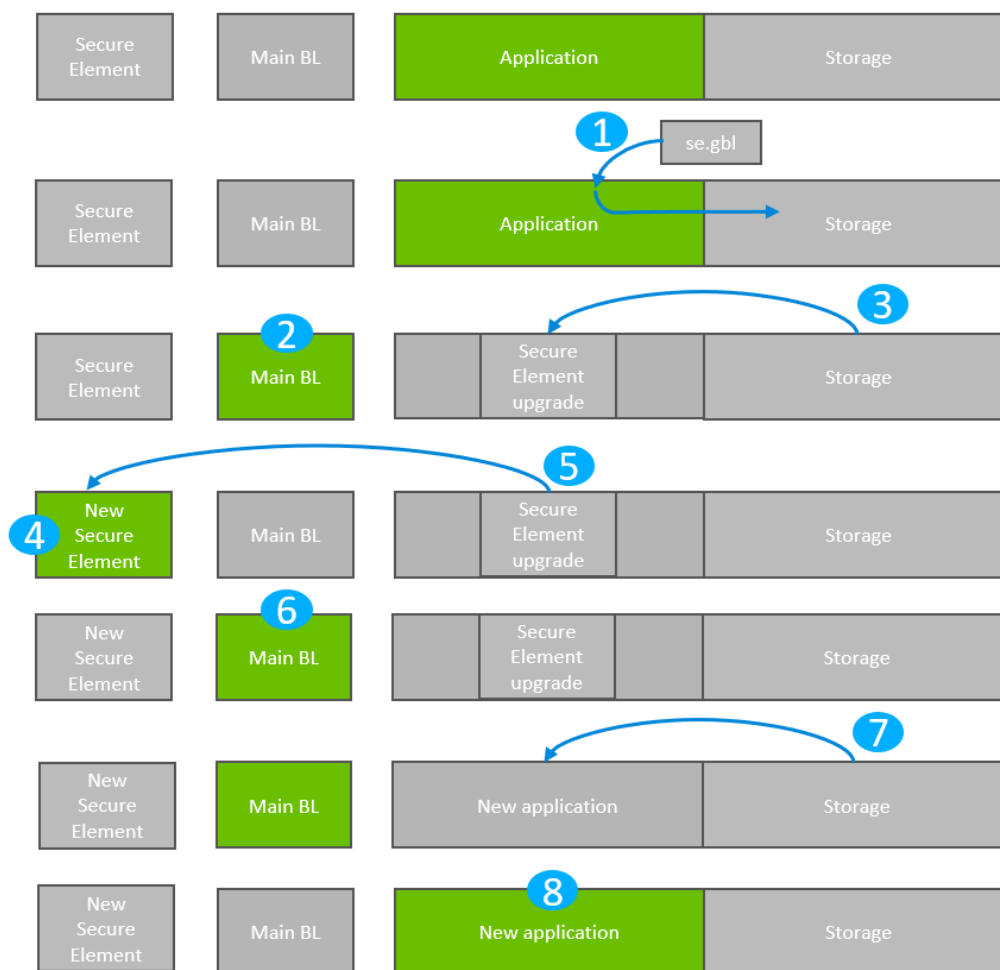 Secure
Element
Main BL
Application
Storage
1
se.gbl
Secure
Element
Main BL
Application
Storage
2
3
Secure
Element
Main BL
Secure
Element
upgrade
Storage
5
4
New
Secure
Element
Main BL
Secure
Element
upgrade
Storage
6
New
Secure
Element
Main BL
Secure
Element
upgrade
Storage
7
New
Secure
Element
Main BL
New application
Storage
8
New
Secure
Element
Main BL
New application
Storage